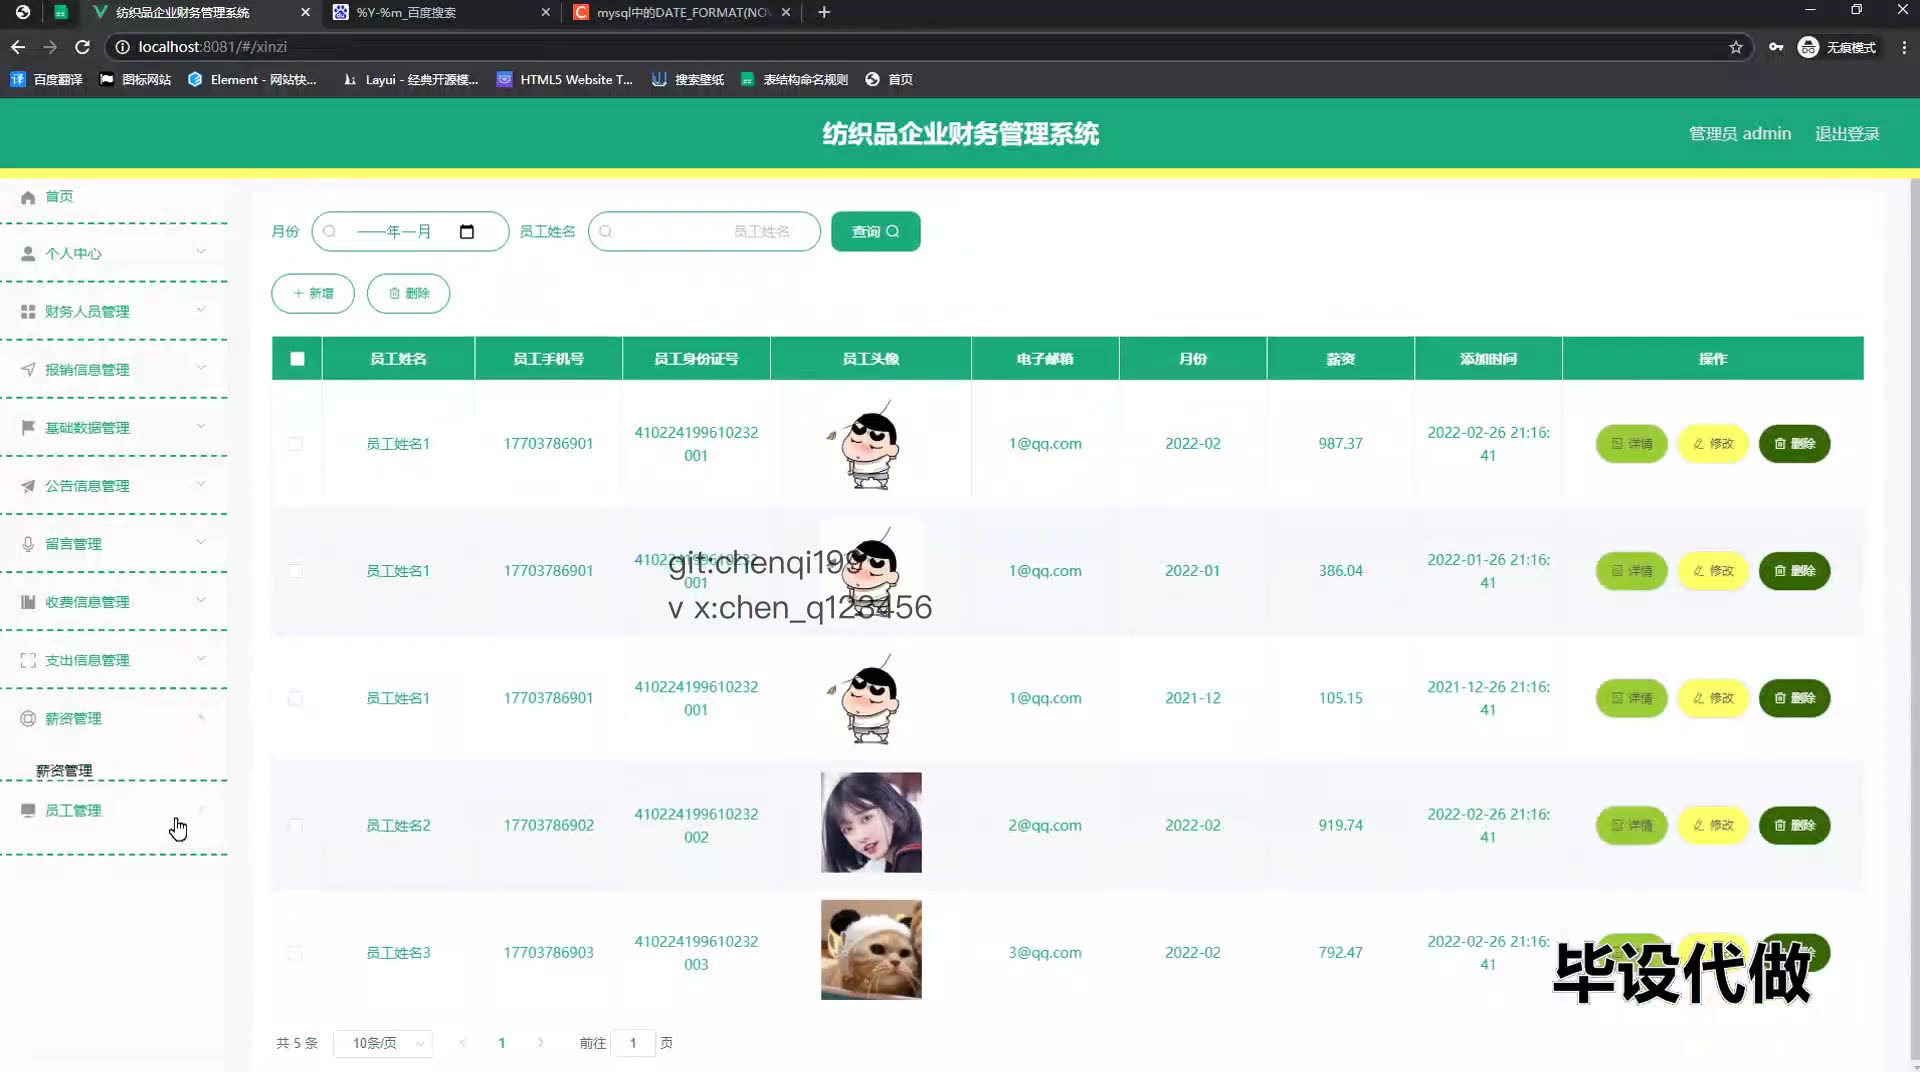 纺织品企业财务管理系统
%Y-%m_百度搜索
mysql中的DATE_FORMAT(NOW
localhost:8081/#/xinzi
无痕模式
百度翻译
图标网站
Element - 网站快...
Layui - 经典开源模...
HTML5 Website T...
搜索壁纸
表结构命名规则
首页
纺织品企业财务管理系统
管理员 admin
退出登录
首页
个人中心
财务人员管理
报销信息管理
基础数据管理
公告信息管理
留言管理
收费信息管理
支出信息管理
薪资管理
薪资管理
员工管理
月份
----年--月
员工姓名
员工姓名
查询
新增
删除
员工姓名 员工手机号 员工身份证号 员工头像 电子邮箱 月份 薪资 添加时间 操作
员工姓名1 17703786901 410224199610232001 1@qq.com 2022-02 987.37 2022-02-26 21:16:41 详情 修改 删除
员工姓名1 17703786901 410224199610232001 1@qq.com 2022-01 386.04 2022-01-26 21:16:41 详情 修改 删除
git:chenqi199
v x:chen_q123456
员工姓名1 17703786901 410224199610232001 1@qq.com 2021-12 105.15 2021-12-26 21:16:41 详情 修改 删除
员工姓名2 17703786902 410224199610232002 2@qq.com 2022-02 919.74 2022-02-26 21:16:41 详情 修改 删除
员工姓名3 17703786903 410224199610232003 3@qq.com 2022-02 792.47 2022-02-26 21:16:41
毕设代做
共 5 条 10条/页 1 前往 1 页